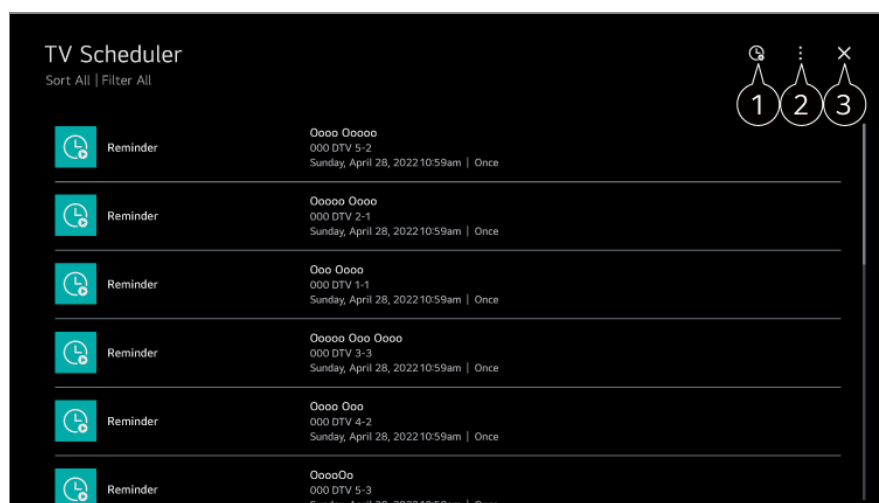 TV Scheduler
Sort All | Filter All
1 2 3
Reminder
Oooo Ooooo
000 DTV 5-2
Sunday, April 28, 2022 10:59am | Once
Reminder
Ooooo Oooo
000 DTV 2-1
Sunday, April 28, 2022 10:59am | Once
Reminder
Ooo Oooo
000 DTV 1-1
Sunday, April 28, 2022 10:59am | Once
Reminder
Ooooo Ooo Oooo
000 DTV 3-3
Sunday, April 28, 2022 10:59am | Once
Reminder
Oooo Ooo
000 DTV 4-2
Sunday, April 28, 2022 10:59am | Once
Reminder
OoooOo
000 DTV 5-3